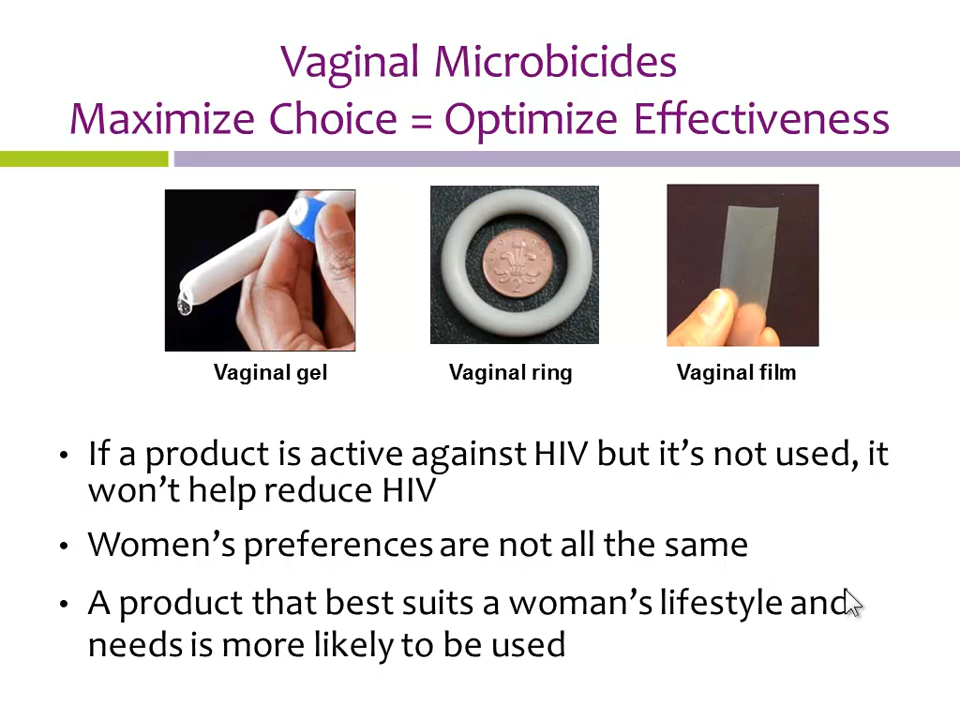 Vaginal Microbicides
Maximize Choice = Optimize Effectiveness
2
Vaginal gel
Vaginal ring
Vaginal film
• If a product is active against HIV but it’s not used, it
won’t help reduce HIV
• Women’s preferences are not all the same
• A product that best suits a woman’s lifestyle and
needs is more likely to be used